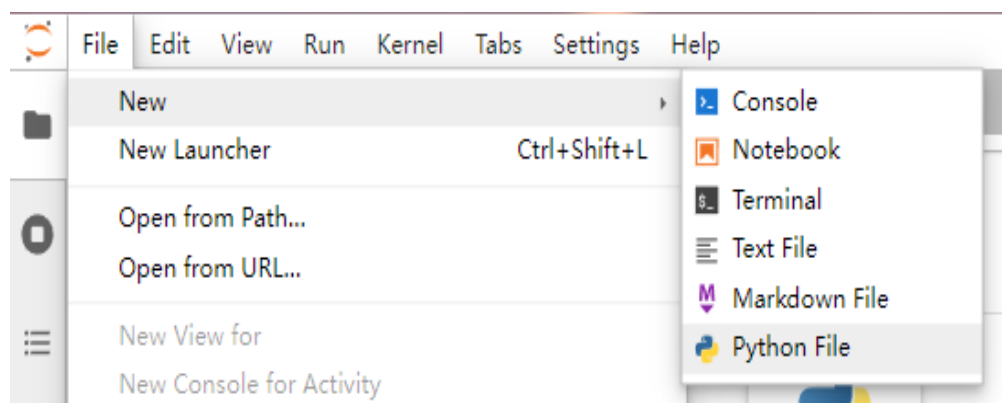 File Edit View Run Kernel Tabs Settings Help
New
New Launcher Ctrl+Shift+L
Open from Path...
Open from URL...
New View for
New Console for Activity
Console
Notebook
$_ Terminal
Text File
M Markdown File
Python File